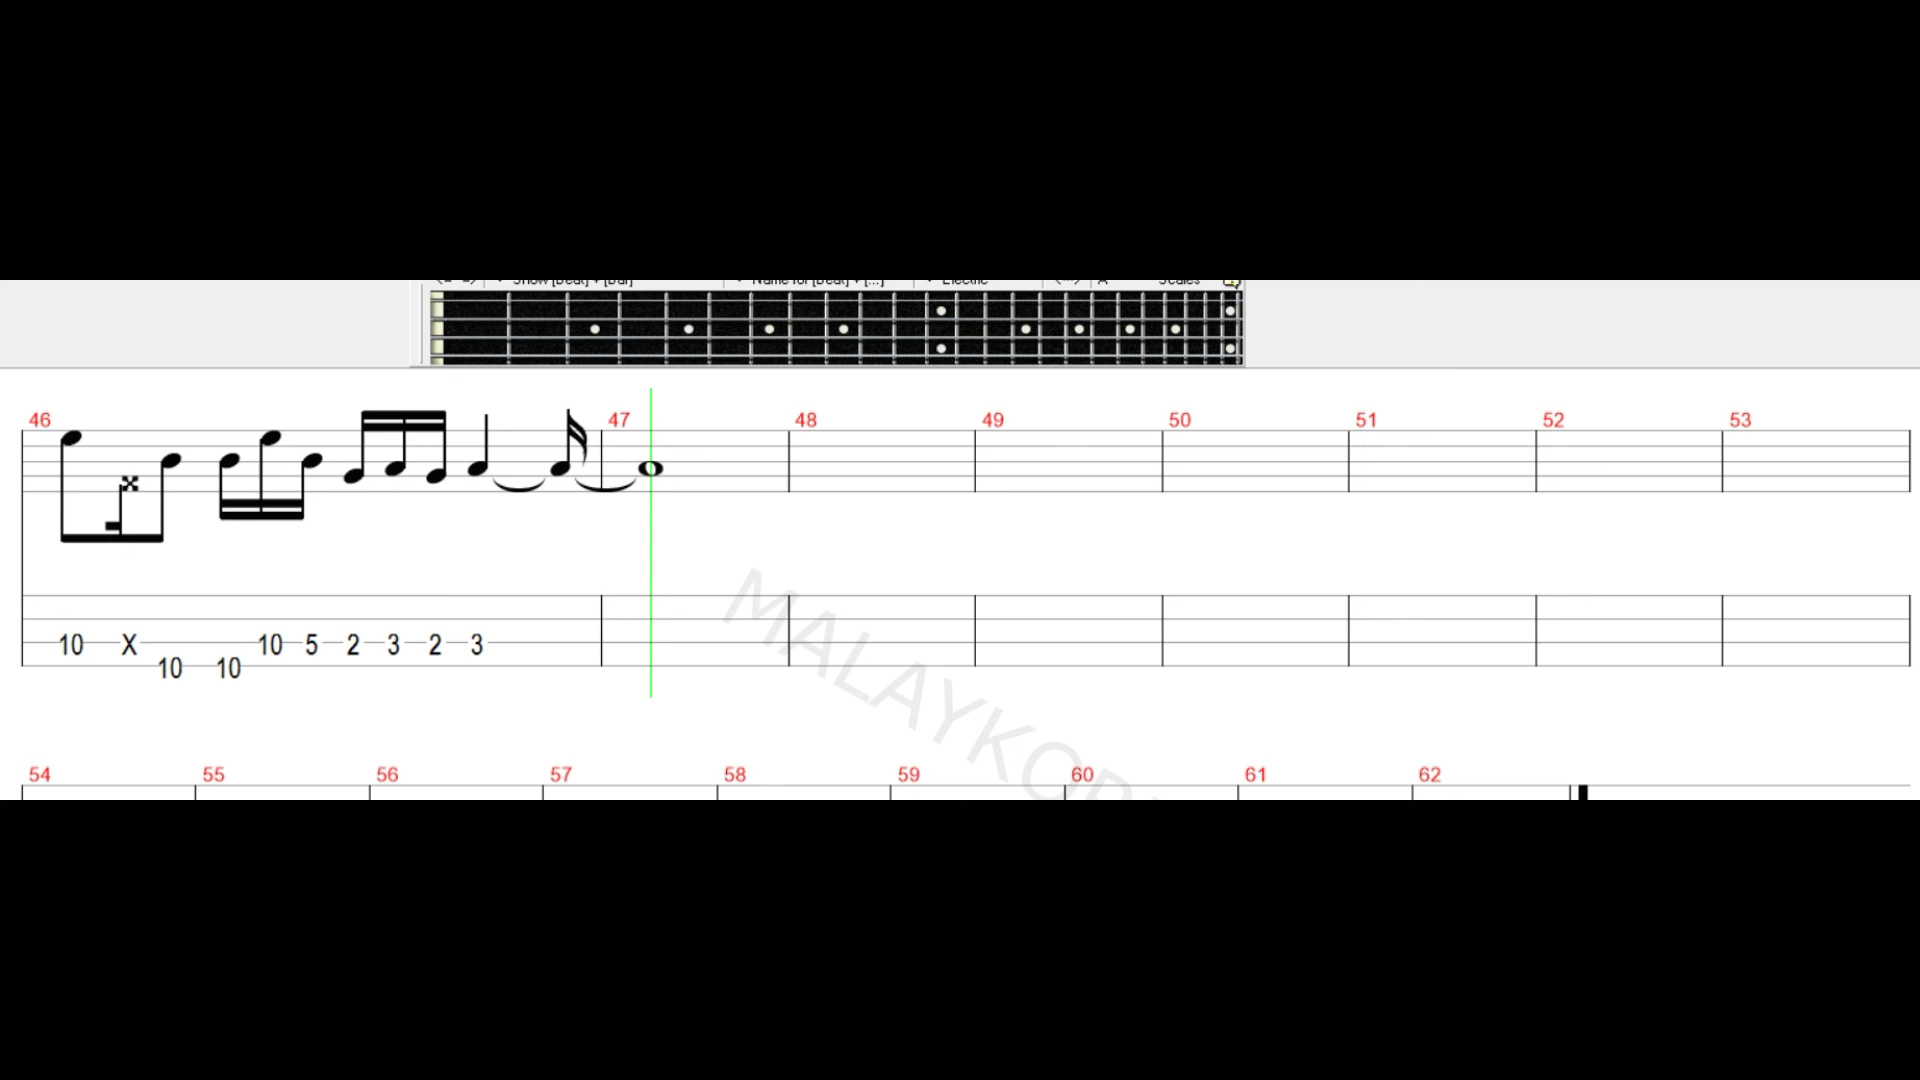 Show [Beat] + [Bar] Name for [Beat] + [...] Electric Scales
46 47 48 49 50 51 52 53
10 X 10 5 2 3 2 3
10 10
MALAYKOR
54 55 56 57 58 59 60 61 62